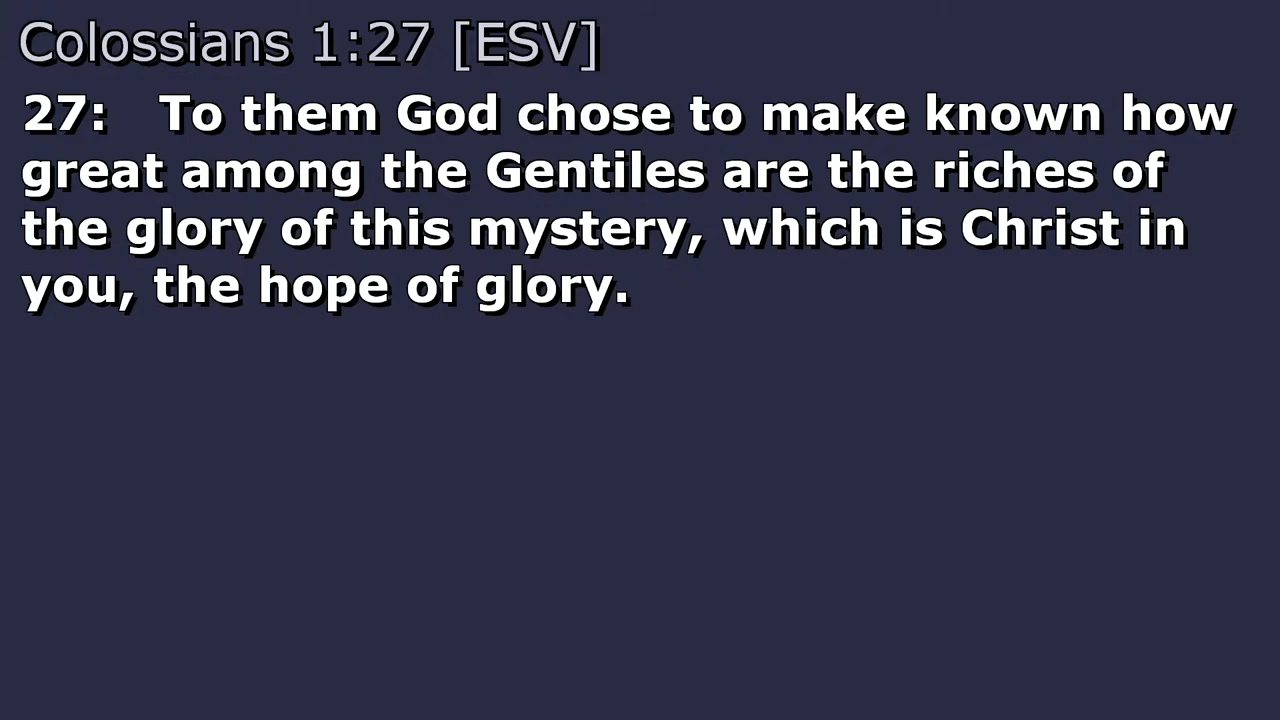 Colossians 1:27 [ESV]
27: To them God chose to make known how
great among the Gentiles are the riches of
the glory of this mystery, which is Christ in
you, the hope of glory.